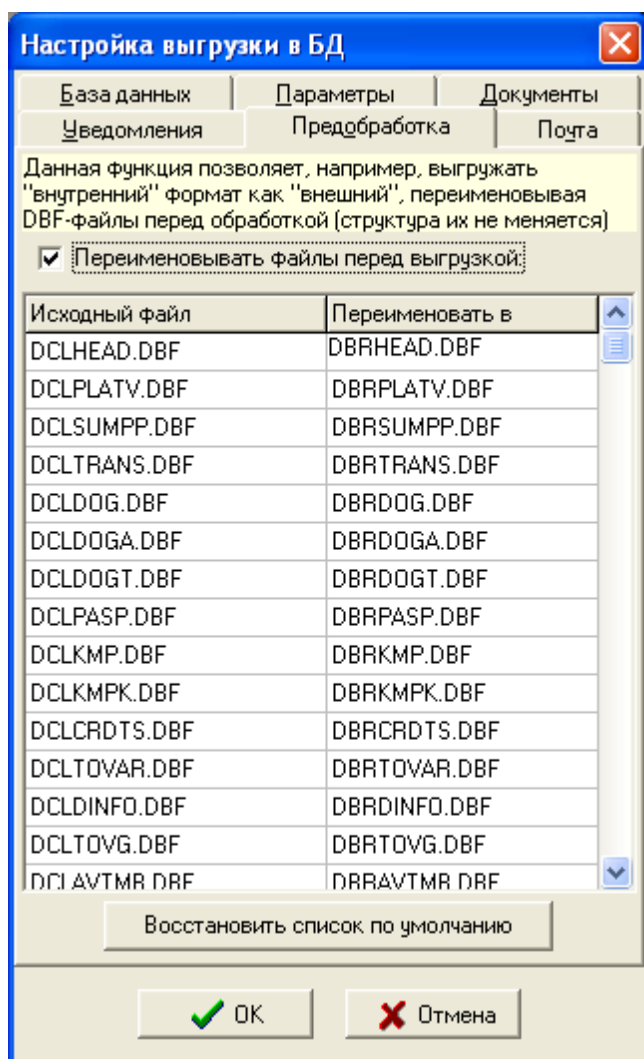 Настройка выгрузки в БД
База данных Параметры Документы
Уведомления Предобработка Почта
Данная функция позволяет, например, выгружать
"внутренний" формат как "внешний", переименовывая
DBF-файлы перед обработкой (структура их не меняется)
Переименовывать файлы перед выгрузкой:
Исходный файл Переименовать в
DCLHEAD.DBF DBRHEAD.DBF
DCLPLATV.DBF DBRPLATV.DBF
DCLSUMPP.DBF DBRSUMPP.DBF
DCLTRANS.DBF DBRTRANS.DBF
DCLDOG.DBF DBRDOG.DBF
DCLDOGA.DBF DBRDOGA.DBF
DCLDOGT.DBF DBRDOGT.DBF
DCLPASP.DBF DBRPASP.DBF
DCLKMP.DBF DBRKMP.DBF
DCLKMPK.DBF DBRKMPK.DBF
DCLCRDTS.DBF DBRCRDTS.DBF
DCLTOVAR.DBF DBRTOVAR.DBF
DCLDINFO.DBF DBRDINFO.DBF
DCLTOVG.DBF DBRTOVG.DBF
DCLAVTMB.DBF DBRAVTMB.DBF
Восстановить список по умолчанию
OK Отмена